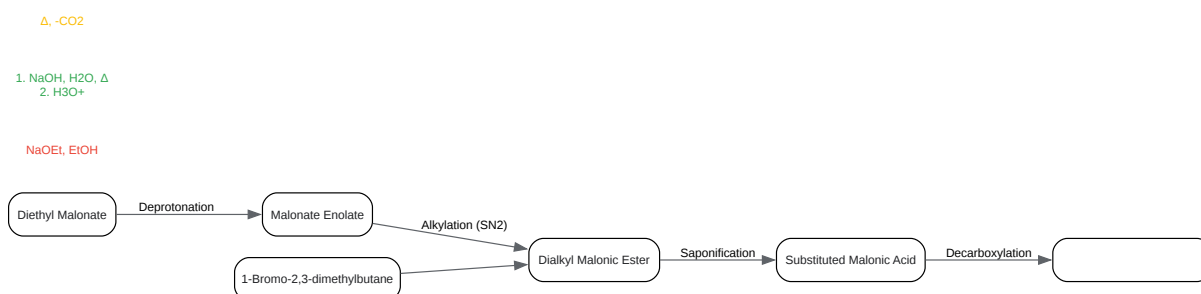 Δ, -CO2
1. NaOH, H2O, Δ
2. H3O+
NaOEt, EtOH
Diethyl Malonate
Deprotonation
Malonate Enolate
Alkylation (SN2)
1-Bromo-2,3-dimethylbutane
Dialkyl Malonic Ester
Saponification
Substituted Malonic Acid
Decarboxylation